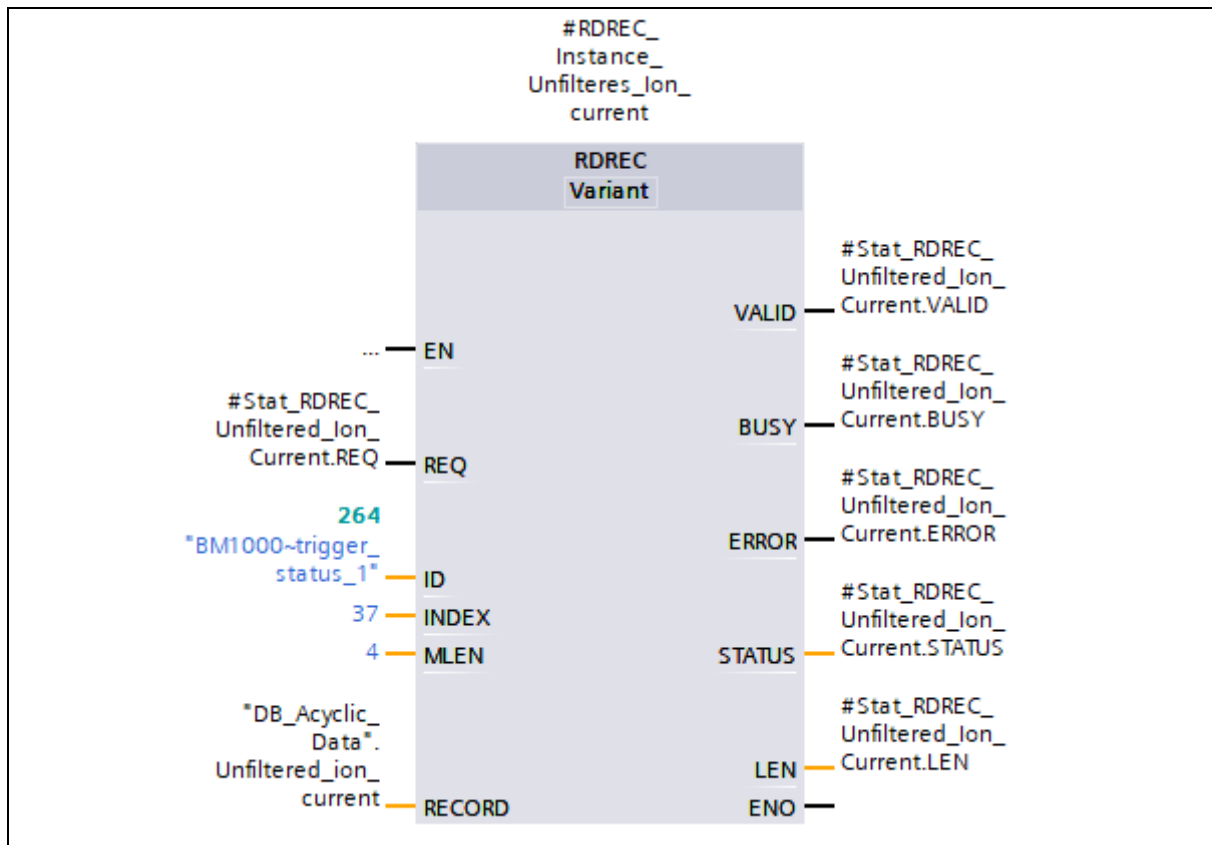 #RDREC_
Instance_
Unfilteres_Ion_
current
RDREC
Variant
... EN
#Stat_RDREC_
Unfiltered_Ion_
Current.REQ
REQ
264
"BM1000~trigger_
status_1"
ID
37 INDEX
4 MLEN
"DB_Acyclic_
Data".
Unfiltered_ion_
current
RECORD
#Stat_RDREC_
Unfiltered_Ion_
Current.VALID
VALID
#Stat_RDREC_
Unfiltered_Ion_
Current.BUSY
BUSY
#Stat_RDREC_
Unfiltered_Ion_
Current.ERROR
ERROR
#Stat_RDREC_
Unfiltered_Ion_
Current.STATUS
STATUS
#Stat_RDREC_
Unfiltered_Ion_
Current.LEN
LEN
ENO